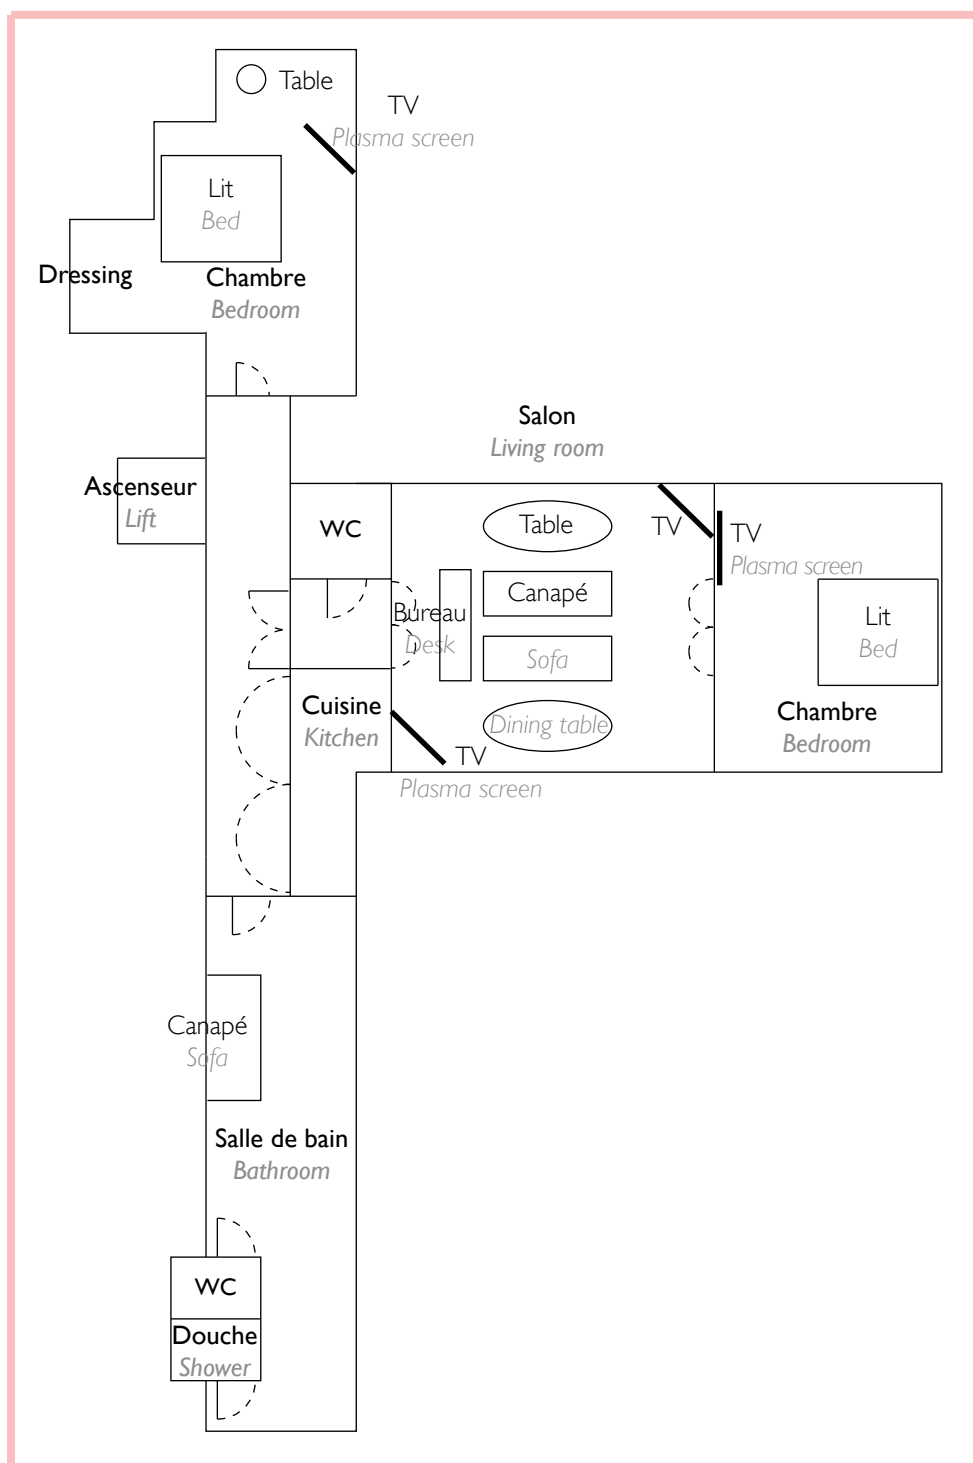 Table
TV
Plasma screen
Lit
Bed
Dressing
Chambre
Bedroom
Salon
Living room
Ascenseur
Lift
WC
Table
TV
TV
Plasma screen
Canapé
Bureau
Desk
Sofa
Lit
Bed
Cuisine
Kitchen
Dining table
Chambre
Bedroom
TV
Plasma screen
Canapé
Sofa
Salle de bain
Bathroom
WC
Douche
Shower